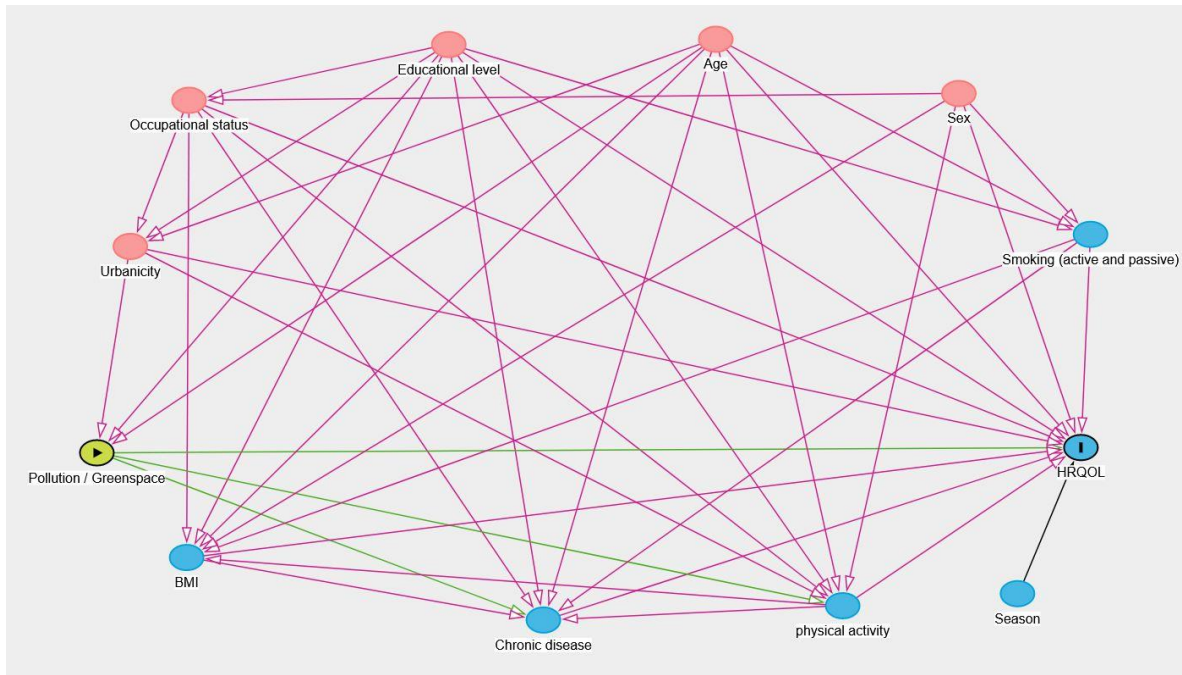 Educational level
Age
Occupational status
Sex
Urbanicity
Smoking (active and passive)
Pollution / Greenspace
HRQOL
BMI
Chronic disease
physical activity
Season